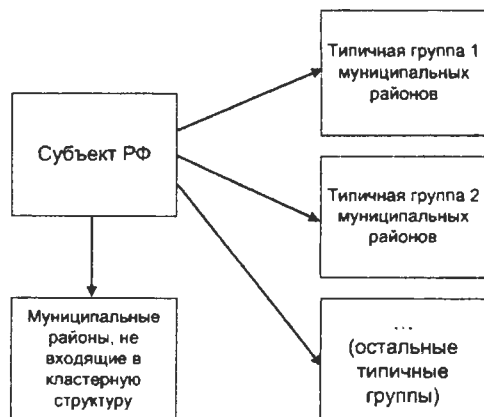 Типичная группа 1
муниципальных
районов
Субъект РФ
Типичная группа 2
муниципальных
районов
Муниципальные
районы, не
входящие в
кластерную
структуру
...
(остальные
типичные
группы)